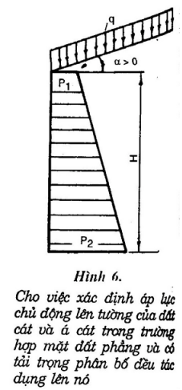 q
α > 0
P1
H
P2
Hình 6.
Cho việc xác định áp lực
chủ động lên tường của đất
cát và á cát trong trường
hợp mặt đất phẳng và có
tải trọng phân bố đều tác
dụng lên nó